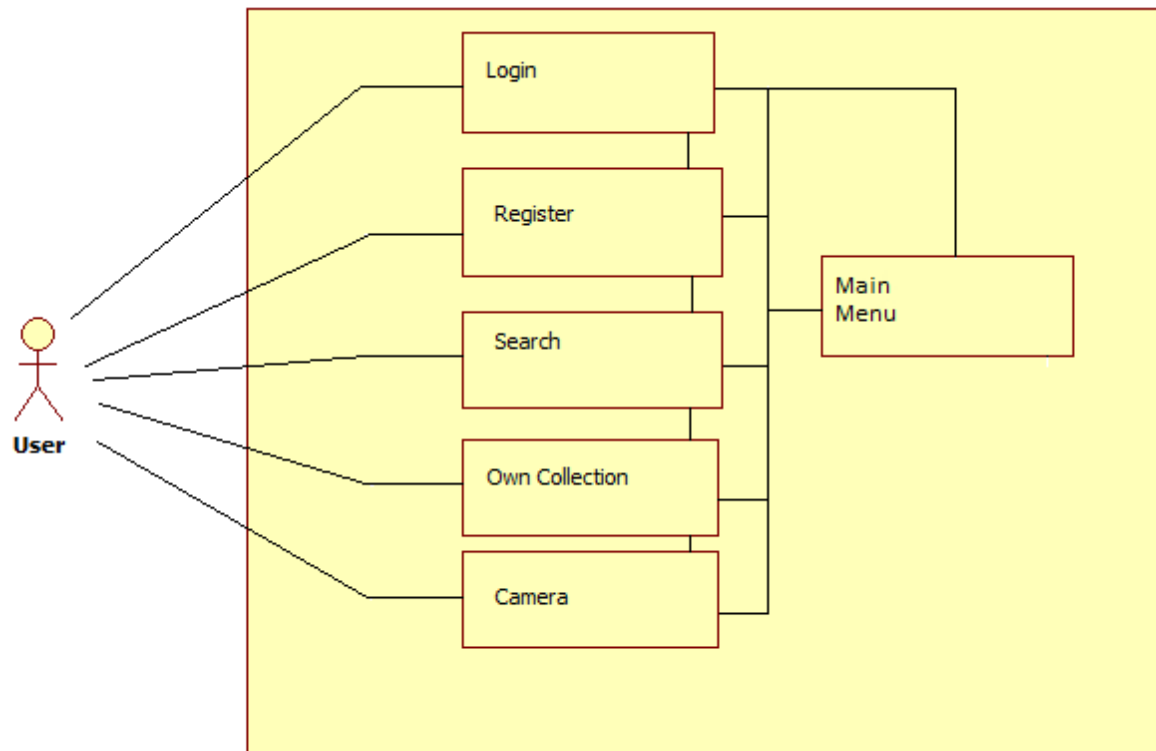 Login
Register
Search
Own Collection
Camera
Main
Menu
User